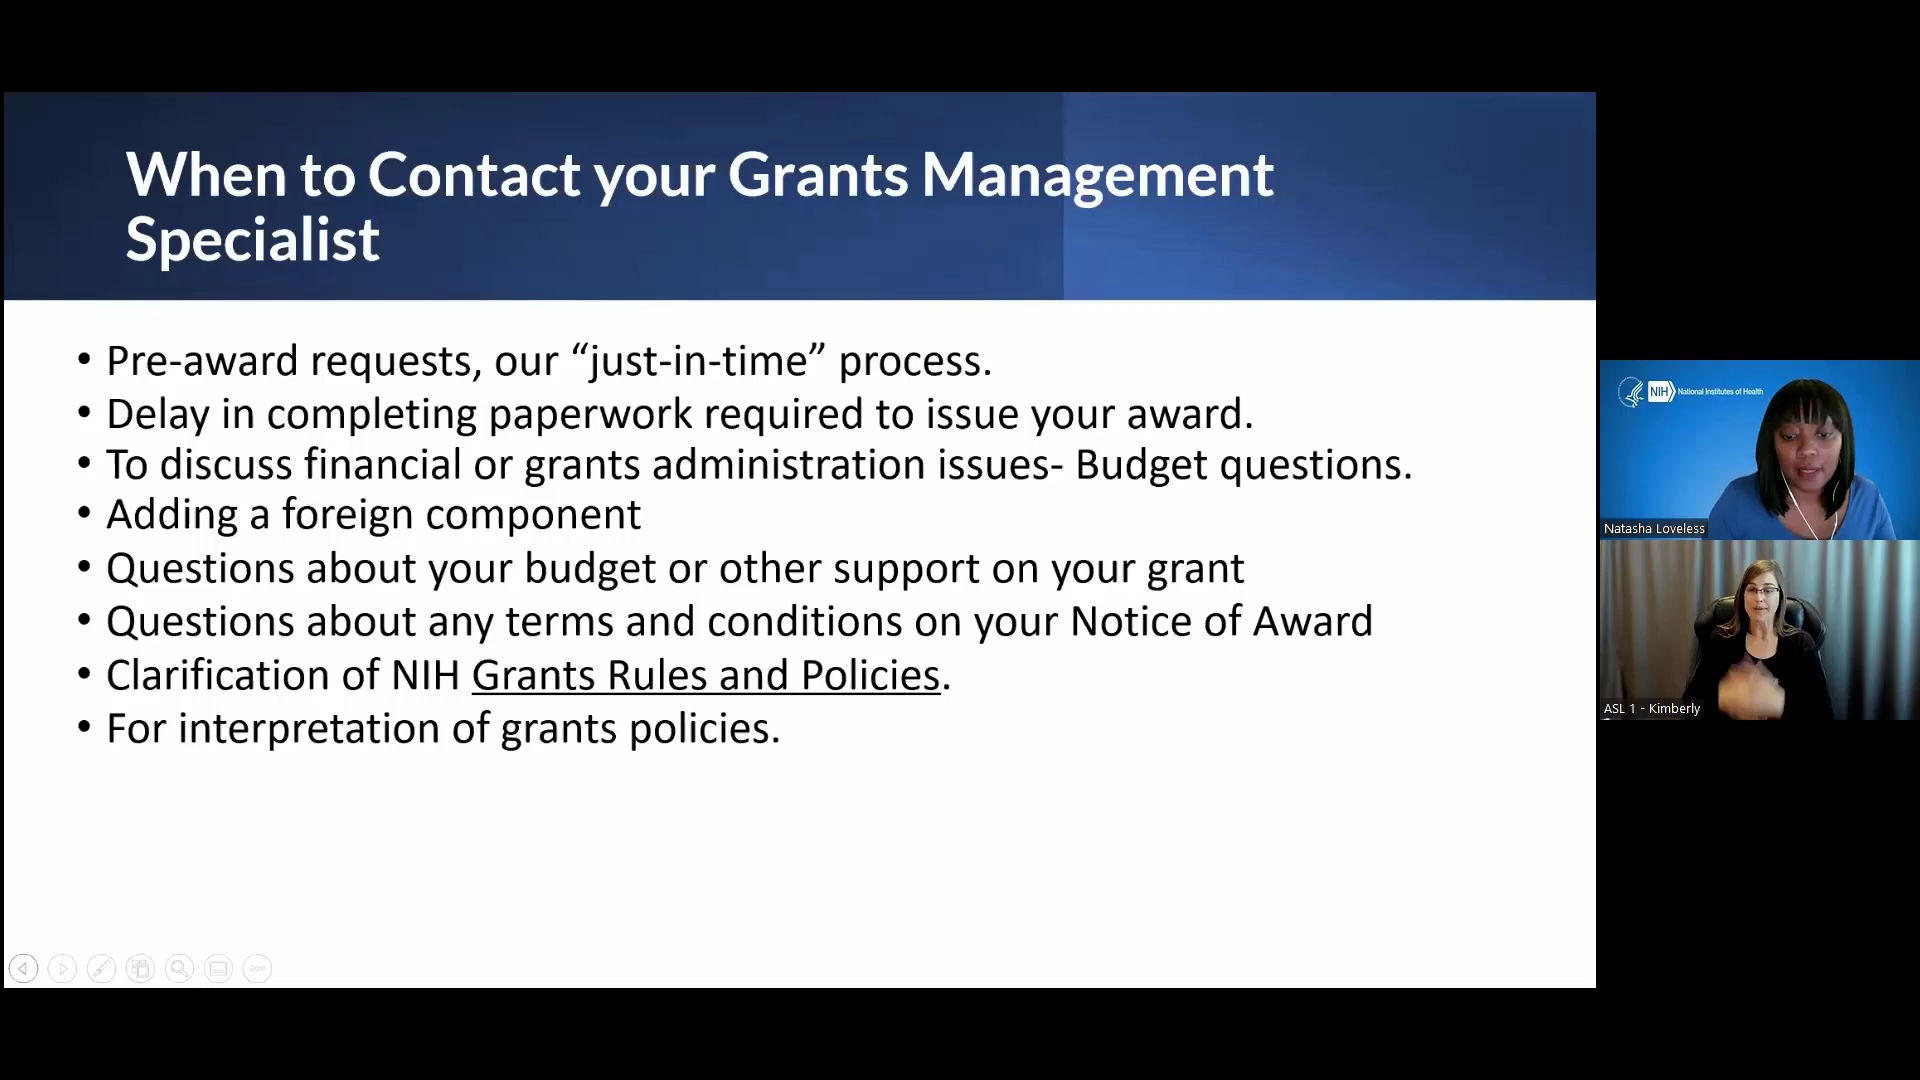 When to Contact your Grants Management
Specialist
• Pre-award requests, our “just-in-time” process.
• Delay in completing paperwork required to issue your award.
• To discuss financial or grants administration issues- Budget questions.
• Adding a foreign component
• Questions about your budget or other support on your grant
• Questions about any terms and conditions on your Notice of Award
• Clarification of NIH Grants Rules and Policies.
• For interpretation of grants policies.
NIH National Institutes of Health
Natasha Loveless
ASL 1 - Kimberly